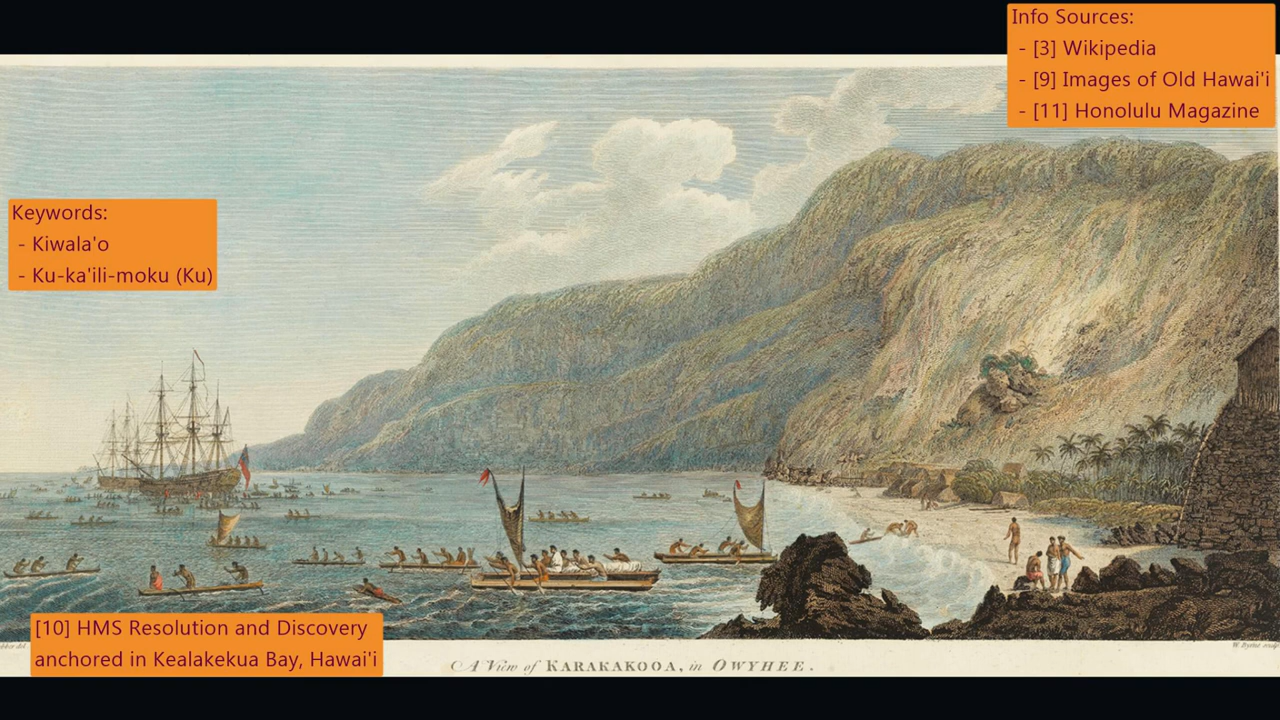 Info Sources:
- [3] Wikipedia
- [9] Images of Old Hawai'i
- [11] Honolulu Magazine
Keywords:
- Kiwala'o
- Ku-ka'ili-moku (Ku)
[10] HMS Resolution and Discovery
anchored in Kealakekua Bay, Hawai'i
A View of KARAKAKOOA, in OWYHEE.